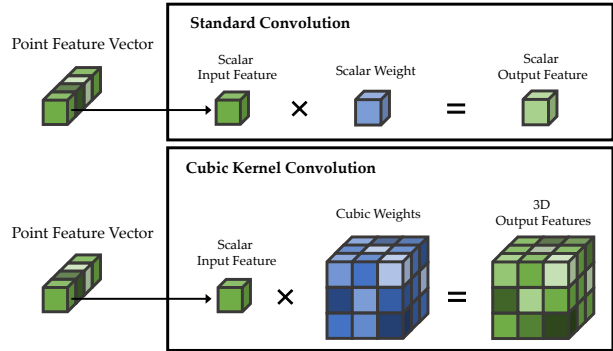 Standard Convolution
Point Feature Vector
Scalar
Input Feature
Scalar Weight
Scalar
Output Feature
×
=
Cubic Kernel Convolution
Point Feature Vector
Scalar
Input Feature
Cubic Weights
3D
Output Features
×
=